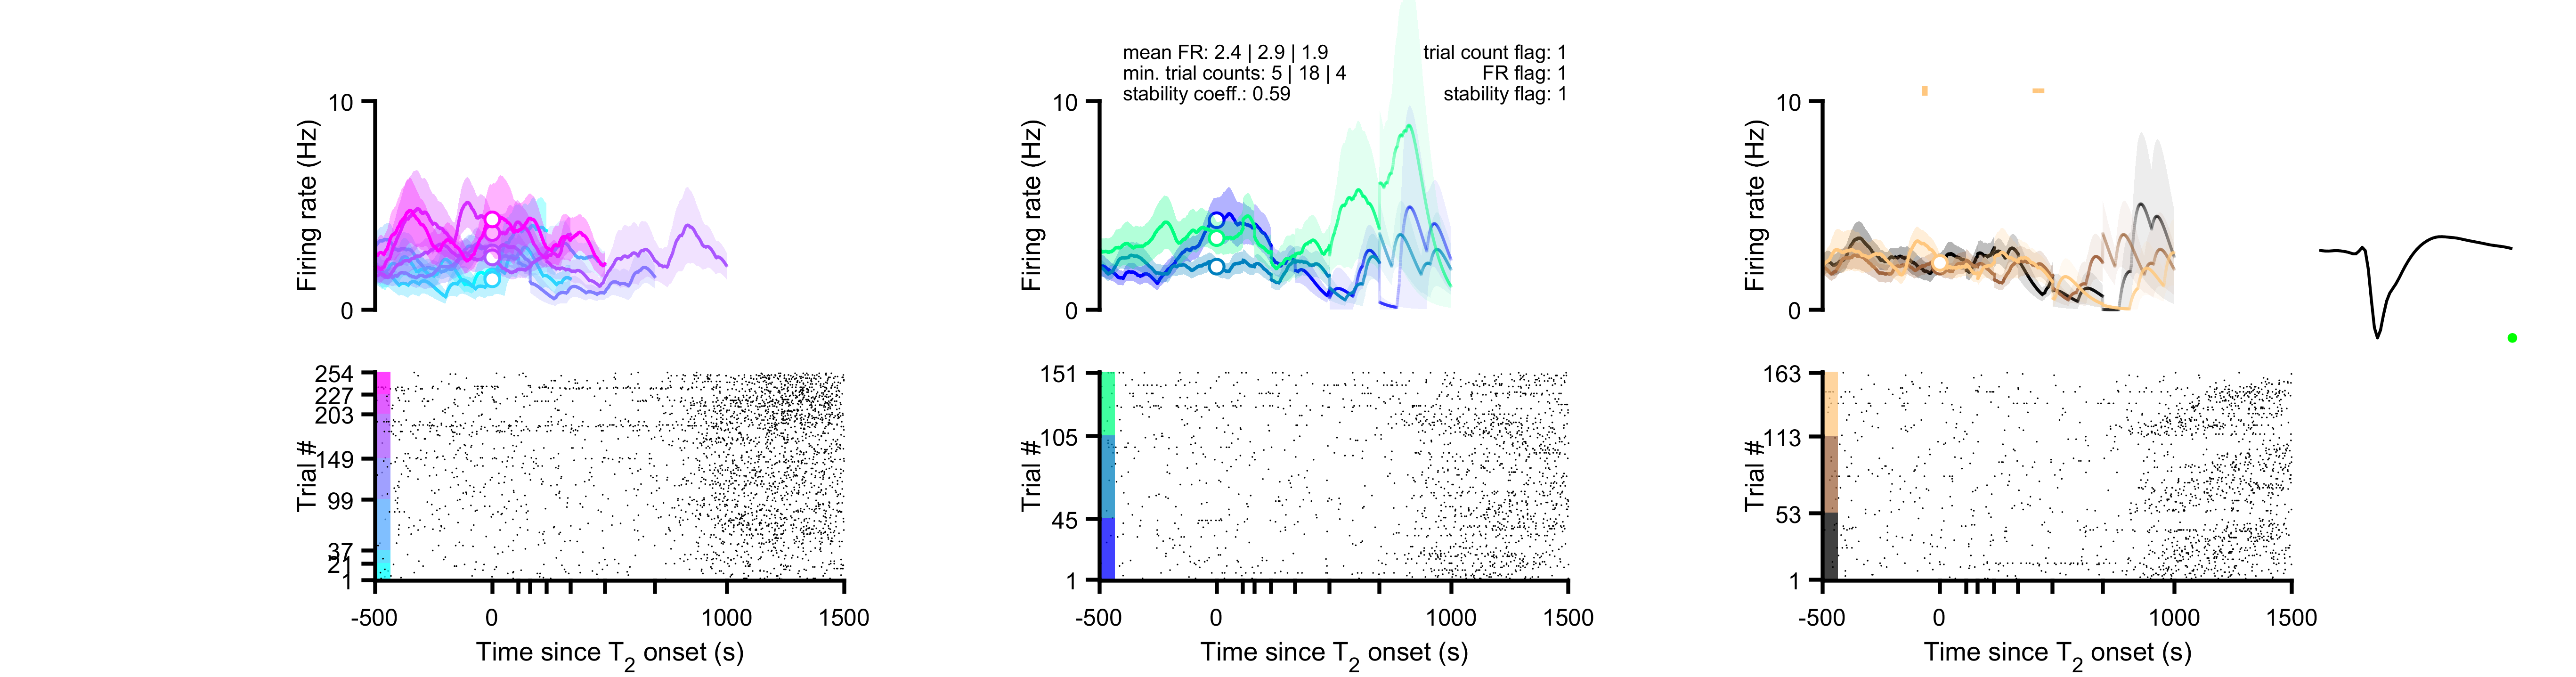 mean FR: 2.4 | 2.9 | 1.9
min. trial counts: 5 | 18 | 4
stability coeff.: 0.59
trial count flag: 1
FR flag: 1
stability flag: 1
10
0
Firing rate (Hz)
10
0
Firing rate (Hz)
10
0
Firing rate (Hz)
254
227
203
149
99
37
21
1
Trial #
-500 0 1000 1500
Time since T2 onset (s)
151
105
45
1
Trial #
-500 0 1000 1500
Time since T2 onset (s)
163
113
53
1
Trial #
-500 0 1000 1500
Time since T2 onset (s)